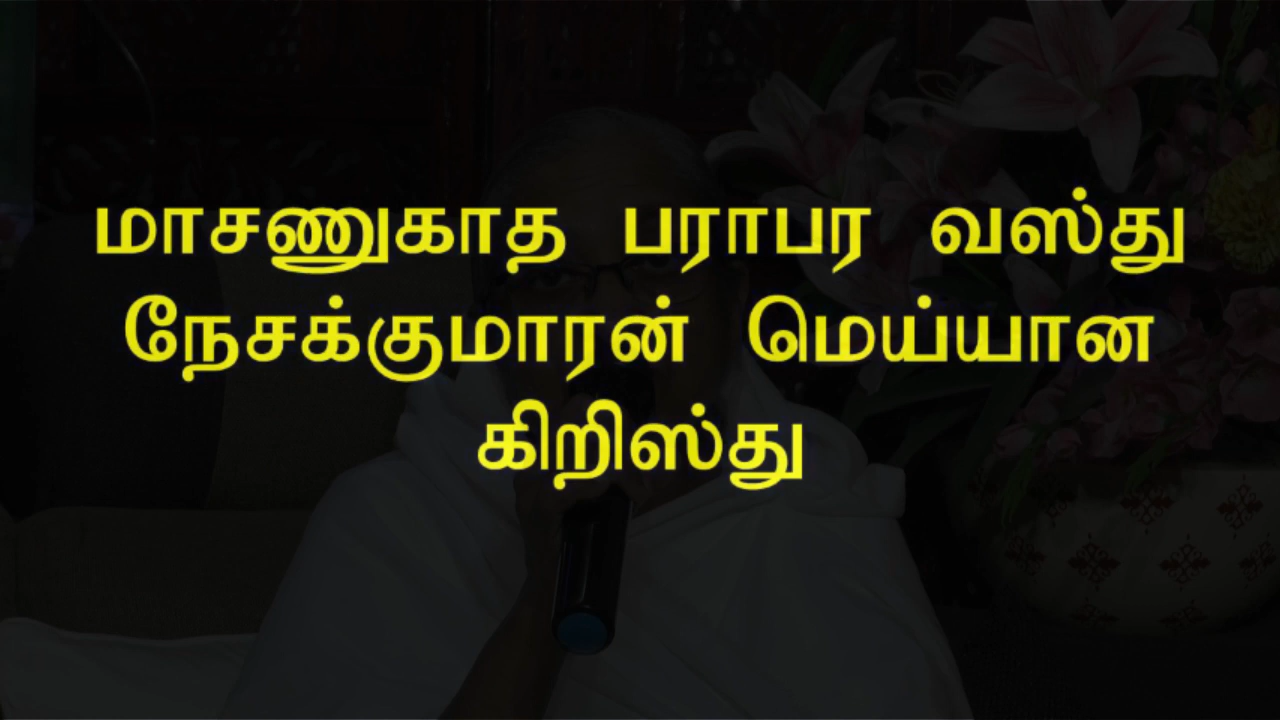 மாசணுகாத பராபர வஸ்து
நேசக்குமாரன் மெய்யான
கிறிஸ்து